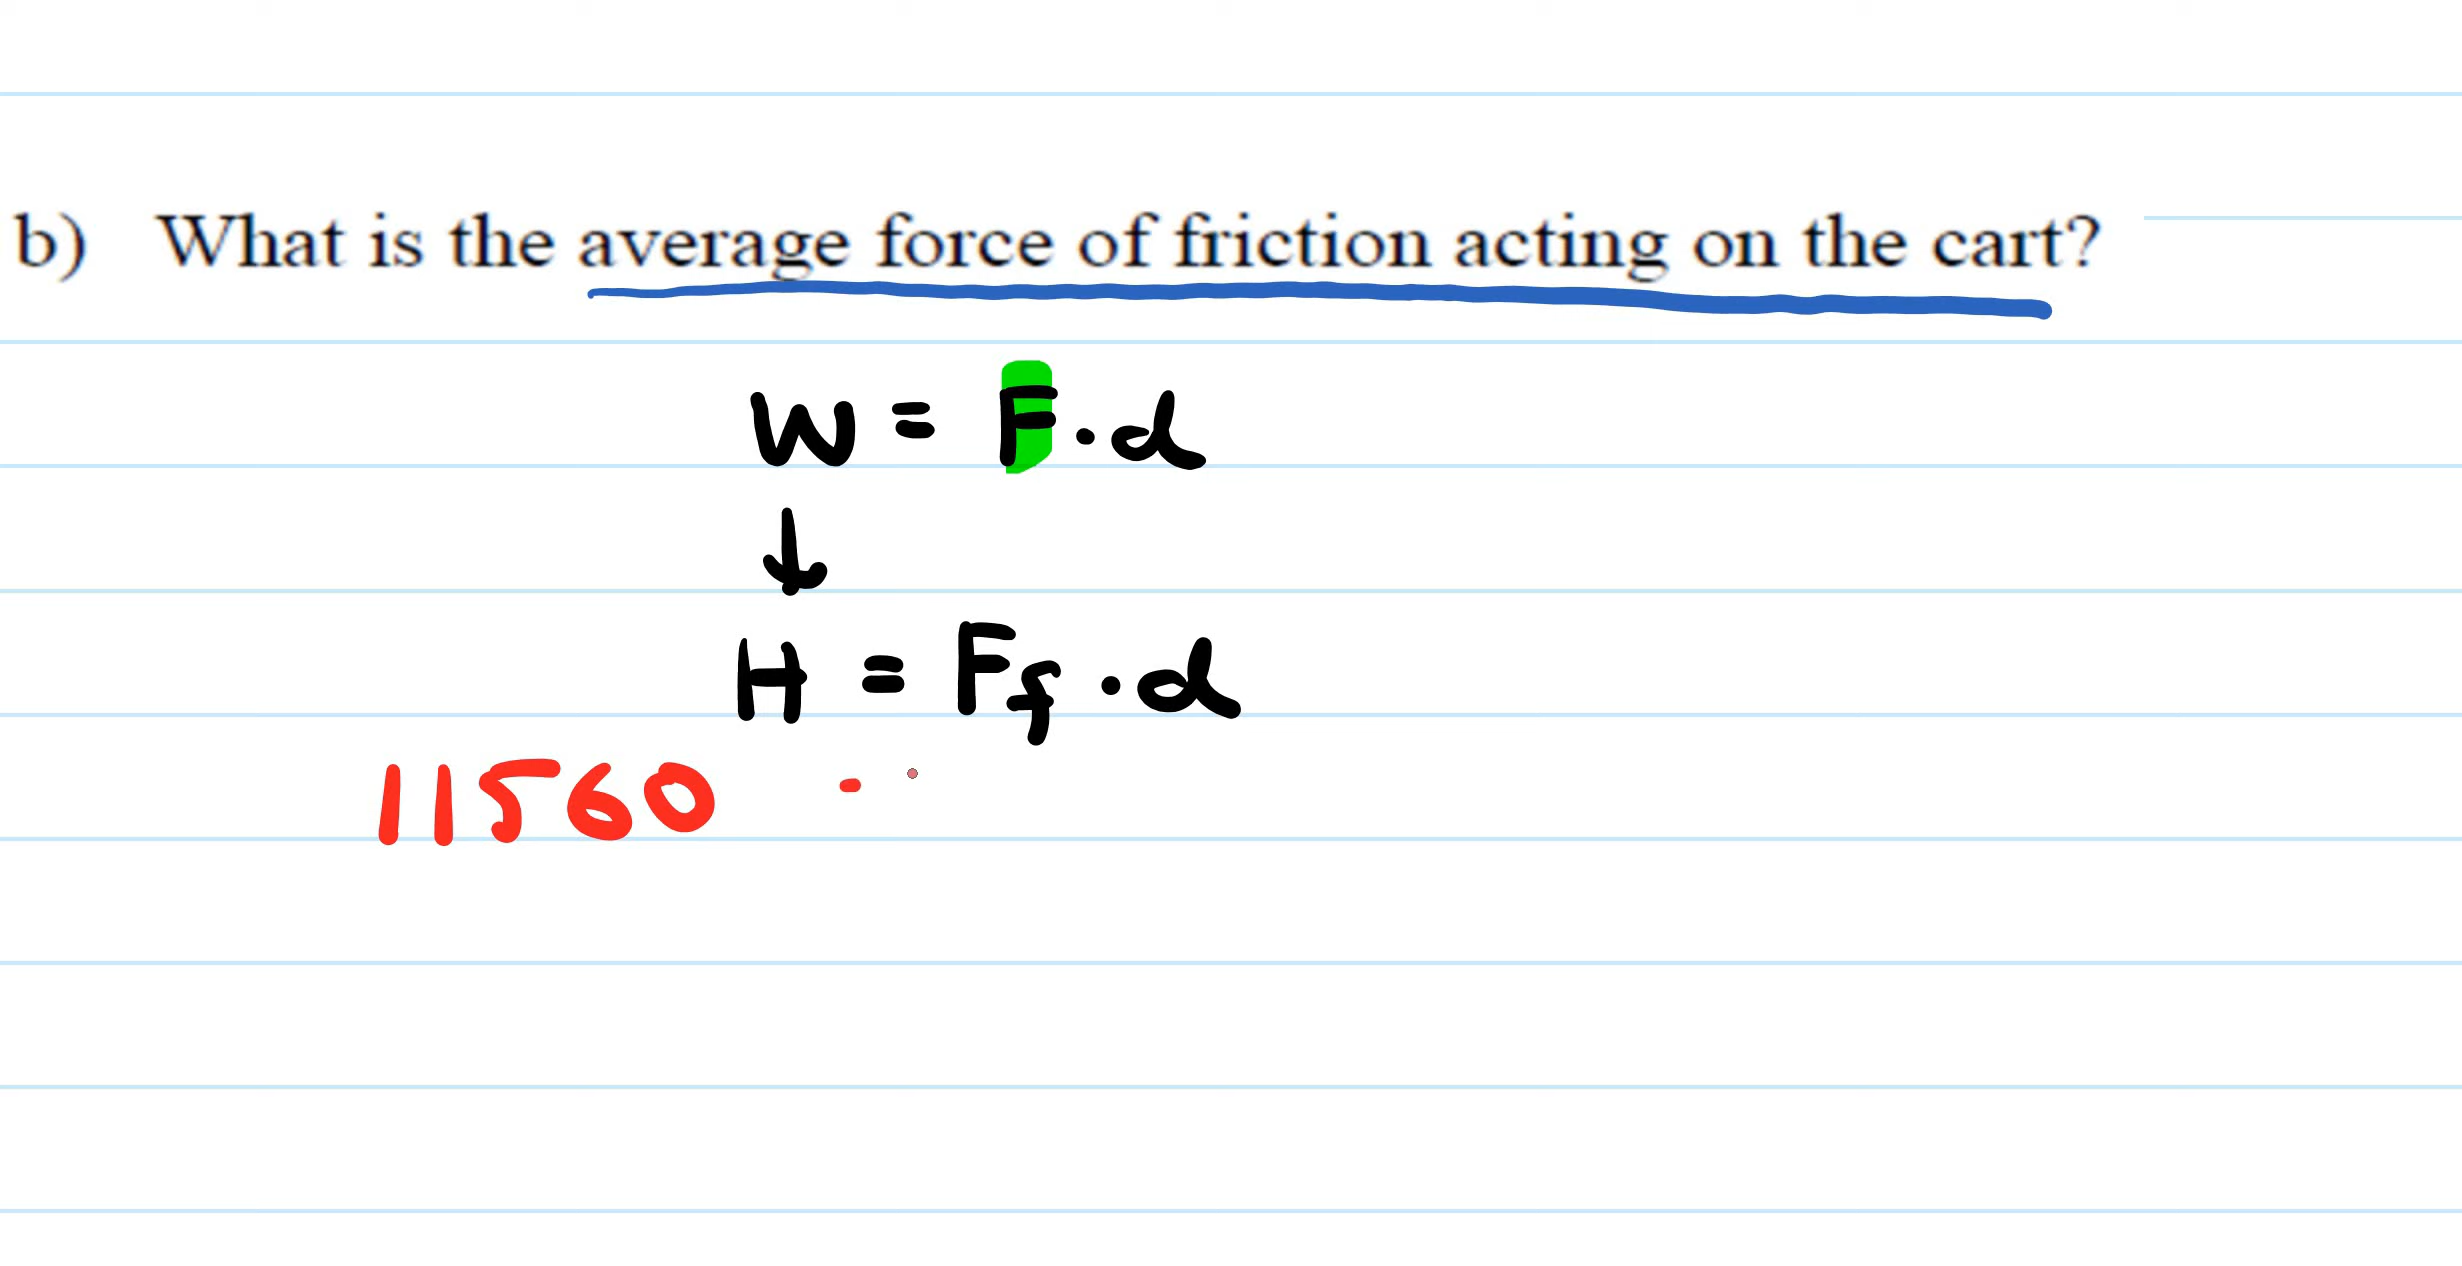 b) What is the average force of friction acting on the cart?
W = F · d
↓
H = Ff · d
11560 -